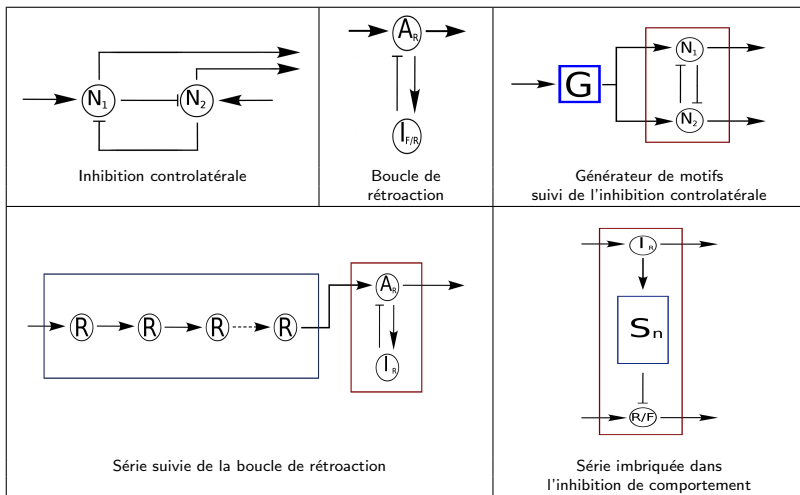 N1
N2
Inhibition controlatérale
AR
IF/R
Boucle de
rétroaction
G
N1
N2
Générateur de motifs
suivi de l'inhibition controlatérale
R R R R
AR
IR
Série suivie de la boucle de rétroaction
IR
Sn
R/F
Série imbriquée dans
l'inhibition de comportement